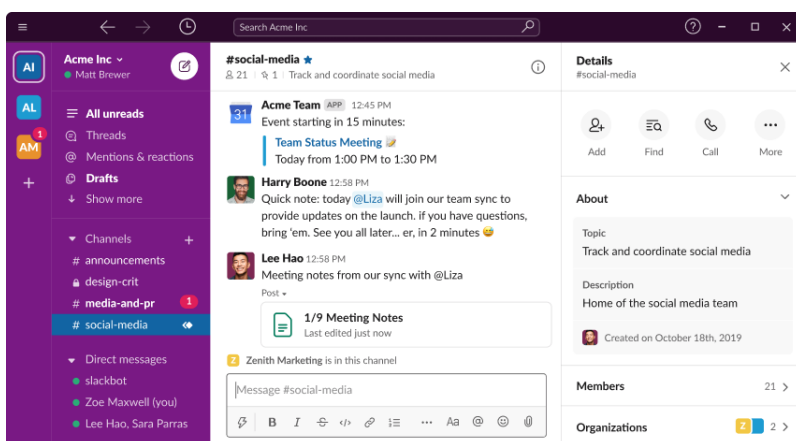 Search Acme Inc
AI
AL
1
AM
Acme Inc
Matt Brewer
All unreads
Threads
Mentions & reactions
Drafts
Show more
Channels
# announcements
design-crit
# media-and-pr 1
# social-media
Direct messages
slackbot
Zoe Maxwell (you)
Lee Hao, Sara Parras
#social-media
21 | 1 | Track and coordinate social media
31
Acme Team APP 12:45 PM
Event starting in 15 minutes:
Team Status Meeting 📝
Today from 1:00 PM to 1:30 PM
Harry Boone 12:58 PM
Quick note: today @Liza will join our team sync to
provide updates on the launch. if you have questions,
bring 'em. See you all later... er, in 2 minutes 😅
Lee Hao 12:58 PM
Meeting notes from our sync with @Liza
Post
1/9 Meeting Notes
Last edited just now
Z Zenith Marketing is in this channel
Message #social-media
B I S </> Aa @
Details
#social-media
Add Find Call More
About
Topic
Track and coordinate social media
Description
Home of the social media team
Created on October 18th, 2019
Members 21
Organizations Z 2